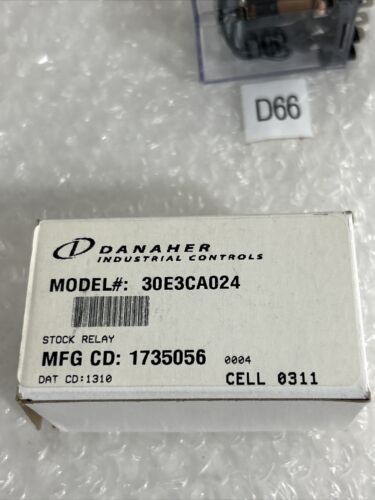 D66
DANAHER
INDUSTRIAL CONTROLS
MODEL#: 30E3CA024
STOCK RELAY
MFG CD: 1735056 0004
DAT CD:1310 CELL 0311